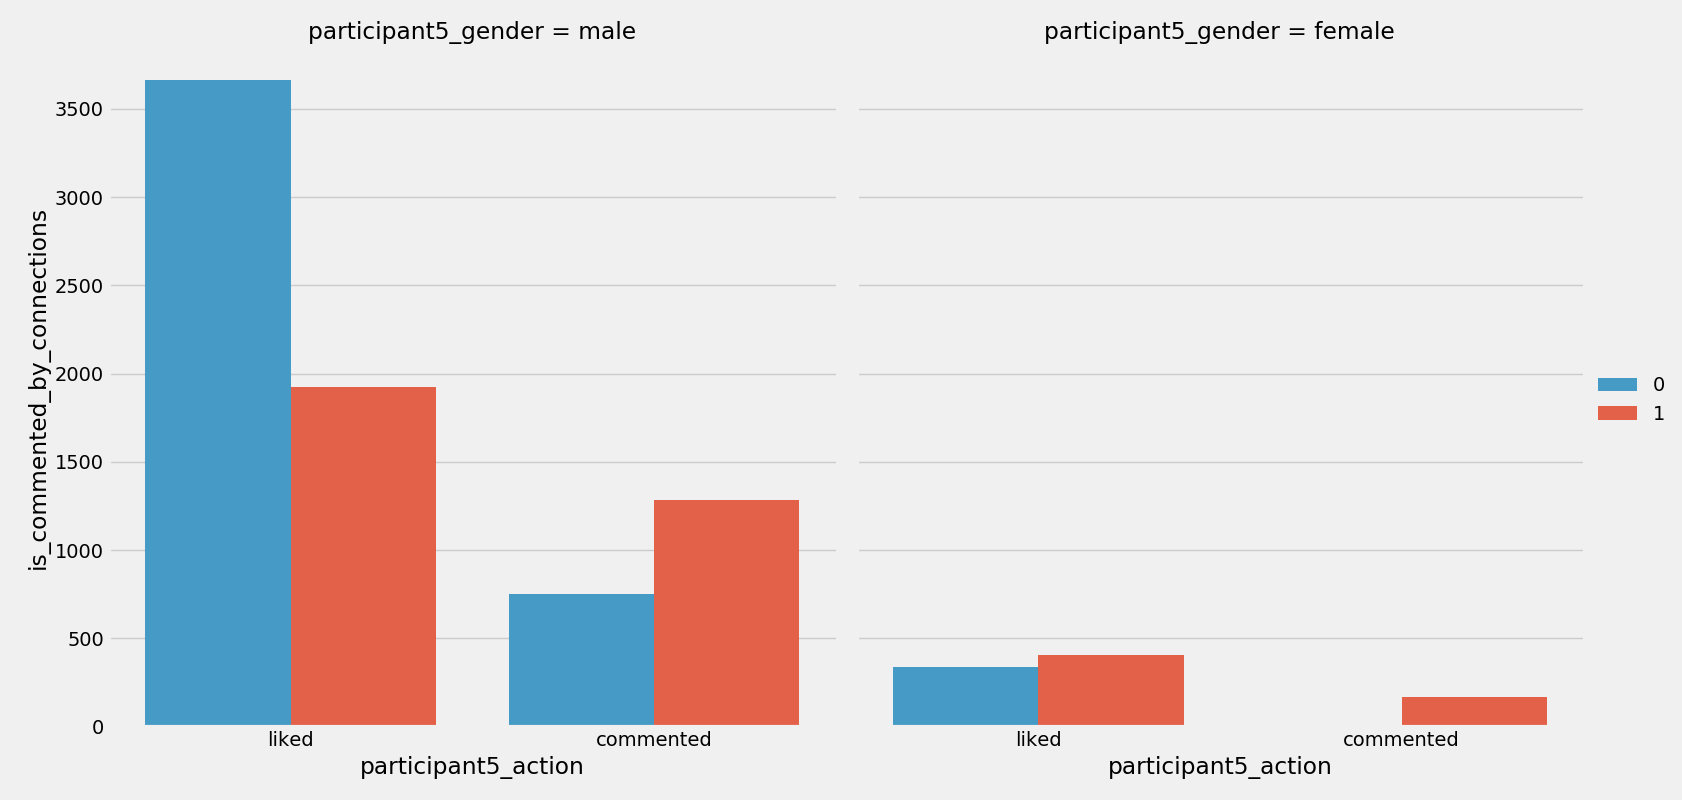 participant5_gender = male
participant5_gender = female
is_commented_by_connections
3500
3000
2500
2000
1500
1000
500
0
liked
commented
liked
commented
participant5_action
participant5_action
0
1